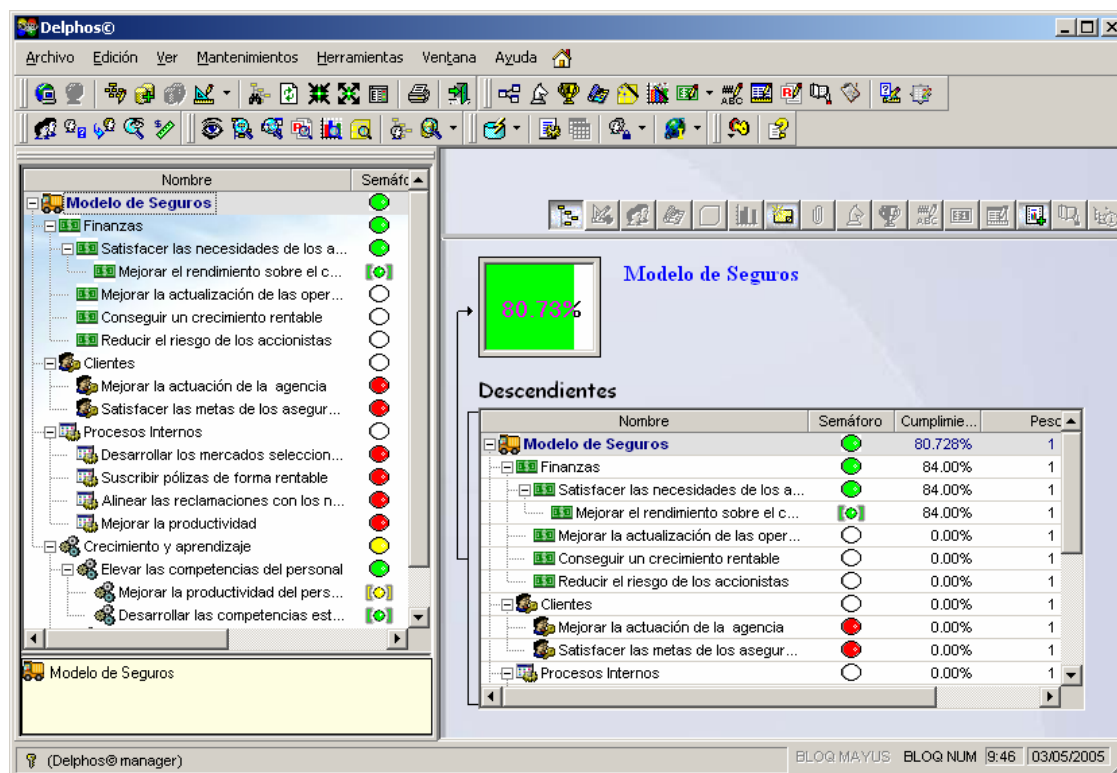 Delphos©
Archivo Edición Ver Mantenimientos Herramientas Ventana Ayuda
Nombre Semáfc
Modelo de Seguros
Finanzas
Satisfacer las necesidades de los a...
Mejorar el rendimiento sobre el c...
Mejorar la actualización de las oper...
Conseguir un crecimiento rentable
Reducir el riesgo de los accionistas
Clientes
Mejorar la actuación de la agencia
Satisfacer las metas de los asegur...
Procesos Internos
Desarrollar los mercados seleccion...
Suscribir pólizas de forma rentable
Alinear las reclamaciones con los n...
Mejorar la productividad
Crecimiento y aprendizaje
Elevar las competencias del personal
Mejorar la productividad del pers...
Desarrollar las competencias est...
Modelo de Seguros
80.73%
Modelo de Seguros
Descendientes
Nombre Semáforo Cumplimie... Pesc
Modelo de Seguros 80.728% 1
Finanzas 84.00% 1
Satisfacer las necesidades de los a... 84.00% 1
Mejorar el rendimiento sobre el c... 84.00% 1
Mejorar la actualización de las oper... 0.00% 1
Conseguir un crecimiento rentable 0.00% 1
Reducir el riesgo de los accionistas 0.00% 1
Clientes 0.00% 1
Mejorar la actuación de la agencia 0.00% 1
Satisfacer las metas de los asegur... 0.00% 1
Procesos Internos 0.00% 1
(Delphos© manager) BLOQ MAYUS BLOQ NUM 9:46 03/05/2005